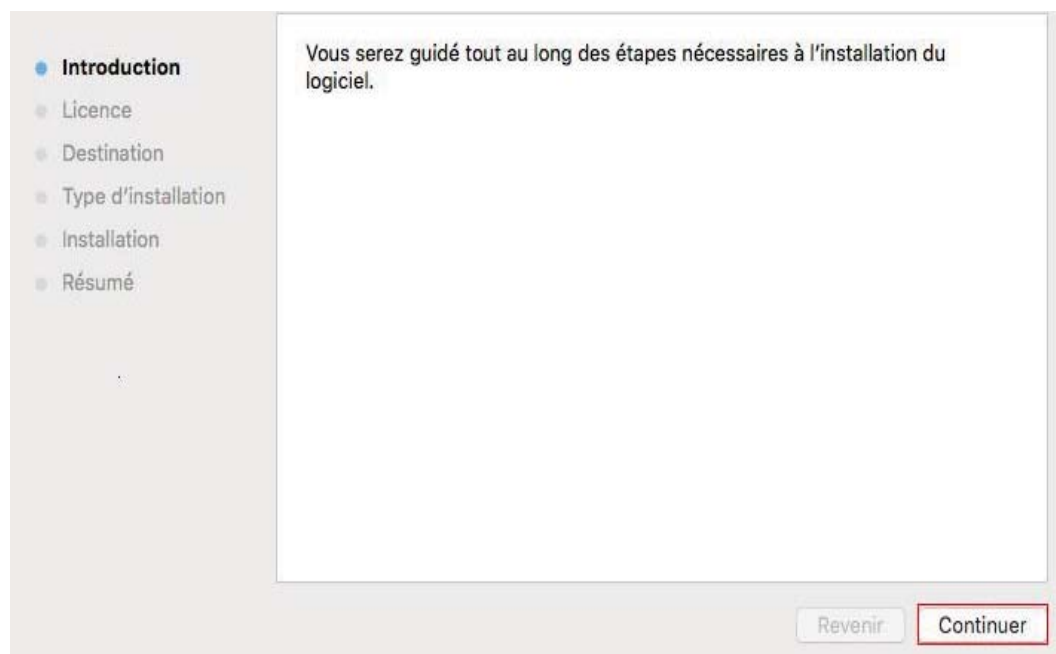 Introduction
Licence
Destination
Type d'installation
Installation
Résumé
Vous serez guidé tout au long des étapes nécessaires à l'installation du
logiciel.
Revenir
Continuer